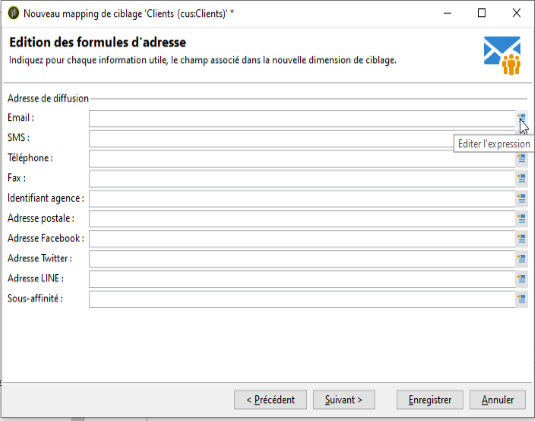 Nouveau mapping de ciblage 'Clients (cus:Clients)' *
Edition des formules d'adresse
Indiquez pour chaque information utile, le champ associé dans la nouvelle dimension de ciblage.
Adresse de diffusion
Email :
SMS :
Editer l'expression
Téléphone :
Fax :
Identifiant agence :
Adresse postale :
Adresse Facebook :
Adresse Twitter :
Adresse LINE :
Sous-affinité :
< Précédent Suivant > Enregistrer Annuler